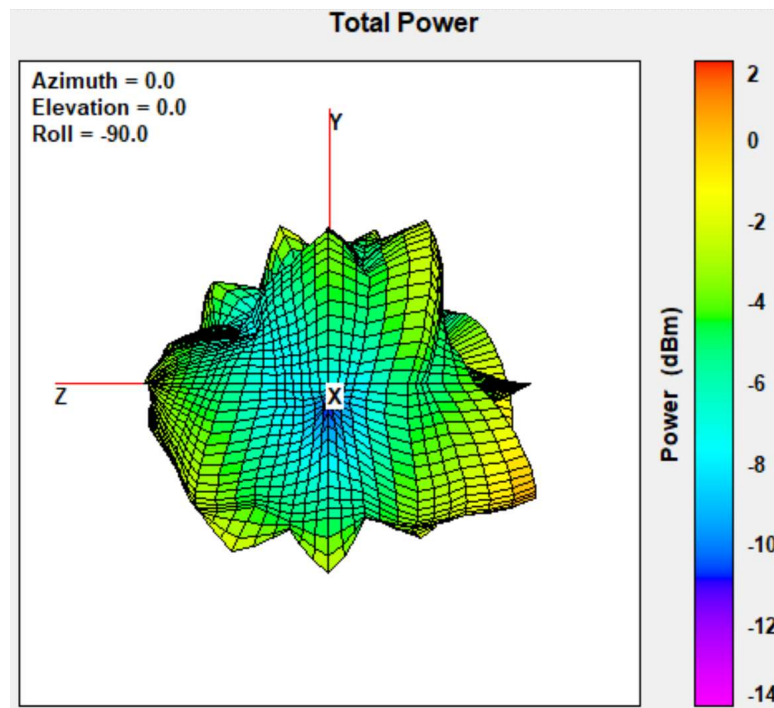 Total Power
Azimuth = 0.0
Elevation = 0.0
Roll = -90.0
Y
Z
X
Power (dBm)
2
0
-2
-4
-6
-8
-10
-12
-14